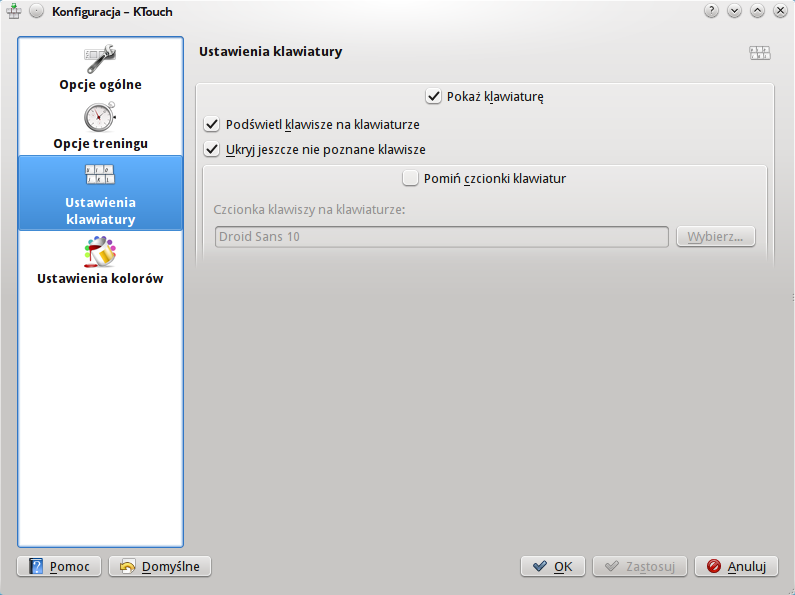 Konfiguracja – KTouch
Opcje ogólne
Opcje treningu
Ustawienia
klawiatury
Ustawienia kolorów
Ustawienia klawiatury
Pokaż klawiaturę
Podświetl klawisze na klawiaturze
Ukryj jeszcze nie poznane klawisze
Pomiń czcionki klawiatur
Czcionka klawiszy na klawiaturze:
Droid Sans 10
Wybierz...
Pomoc
Domyślne
OK
Zastosuj
Anuluj